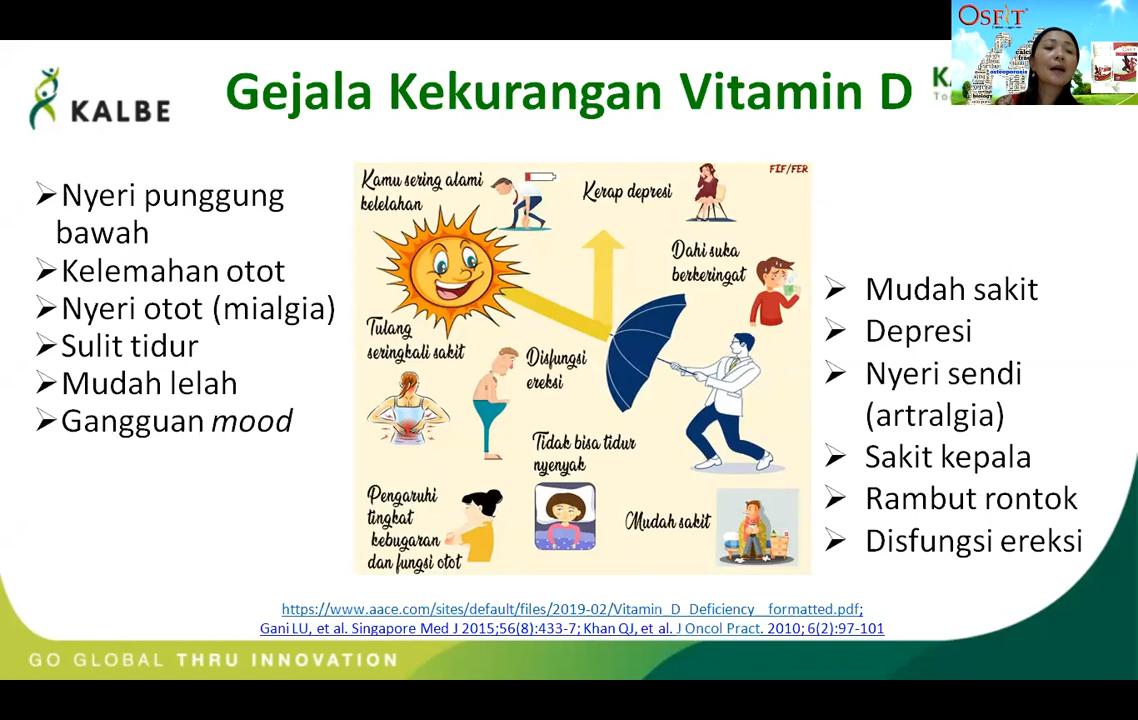 OSFIT
KALBE
Gejala Kekurangan Vitamin D
K
To
osteoporosis
biology
➢Nyeri punggung
bawah
➢Kelemahan otot
➢Nyeri otot (mialgia)
➢Sulit tidur
➢Mudah lelah
➢Gangguan mood
Kamu sering alami
kelelahan
Kerap depresi
FIF/FER
Dahi suka
berkeringat
Tulang
seringkali sakit
Disfungsi
ereksi
Tidak bisa tidur
nyenyak
Pengaruhi
tingkat
kebugaran
dan fungsi otot
Mudah sakit
➢ Mudah sakit
➢ Depresi
➢ Nyeri sendi
(artralgia)
➢ Sakit kepala
➢ Rambut rontok
➢ Disfungsi ereksi
https://www.aace.com/sites/default/files/2019-02/Vitamin_D_Deficiency__formatted.pdf;
Gani LU, et al. Singapore Med J 2015;56(8):433-7; Khan QJ, et al. J Oncol Pract. 2010; 6(2):97-101
GO GLOBAL THRU INNOVATION